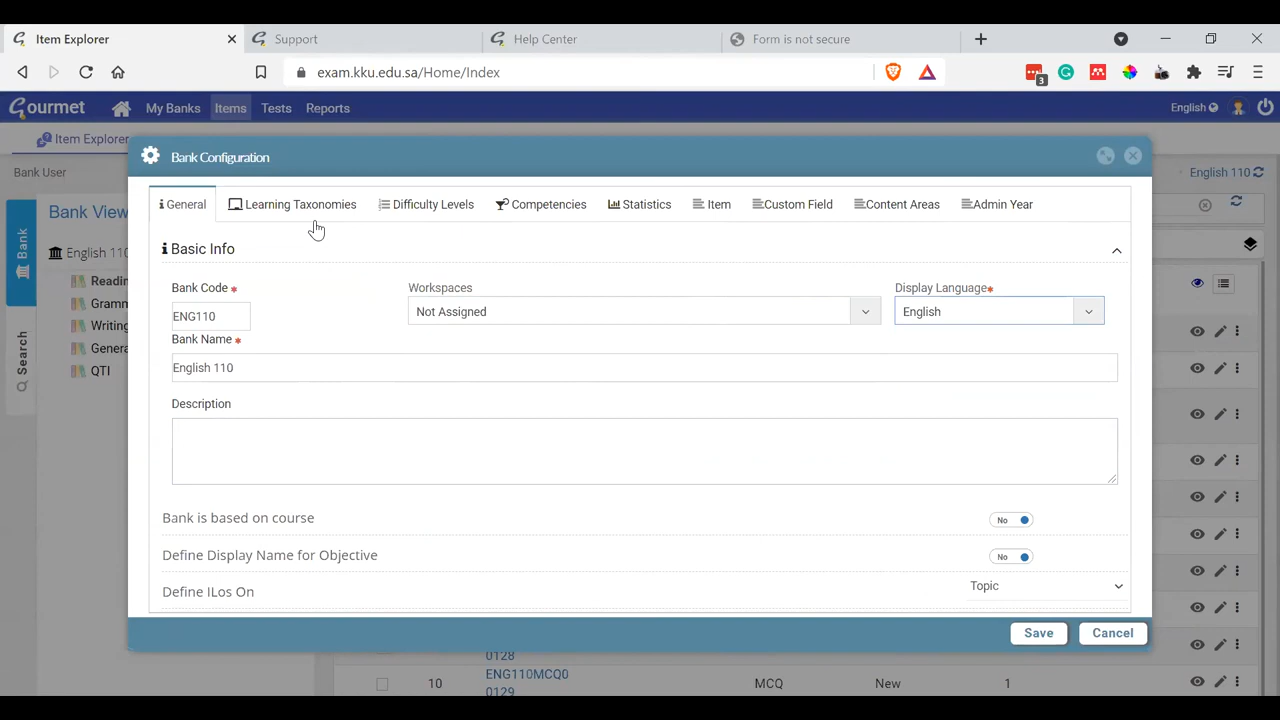 Item Explorer
Support
Help Center
Form is not secure
exam.kku.edu.sa/Home/Index
3
Gourmet
My Banks
Items
Tests
Reports
English
Item Explorer
Bank Configuration
Bank User
English 110
Bank
Search
English 110
General
Learning Taxonomies
Difficulty Levels
Competencies
Statistics
Item
Custom Field
Content Areas
Admin Year
Basic Info
Bank Code *
Workspaces
Display Language*
ENG110
Not Assigned
English
Bank Name *
English 110
Description
Bank is based on course
No
Define Display Name for Objective
No
Define ILos On
Topic
QTI
Save
Cancel
0128
ENG110MCQ0
0129
10
MCQ
New
1